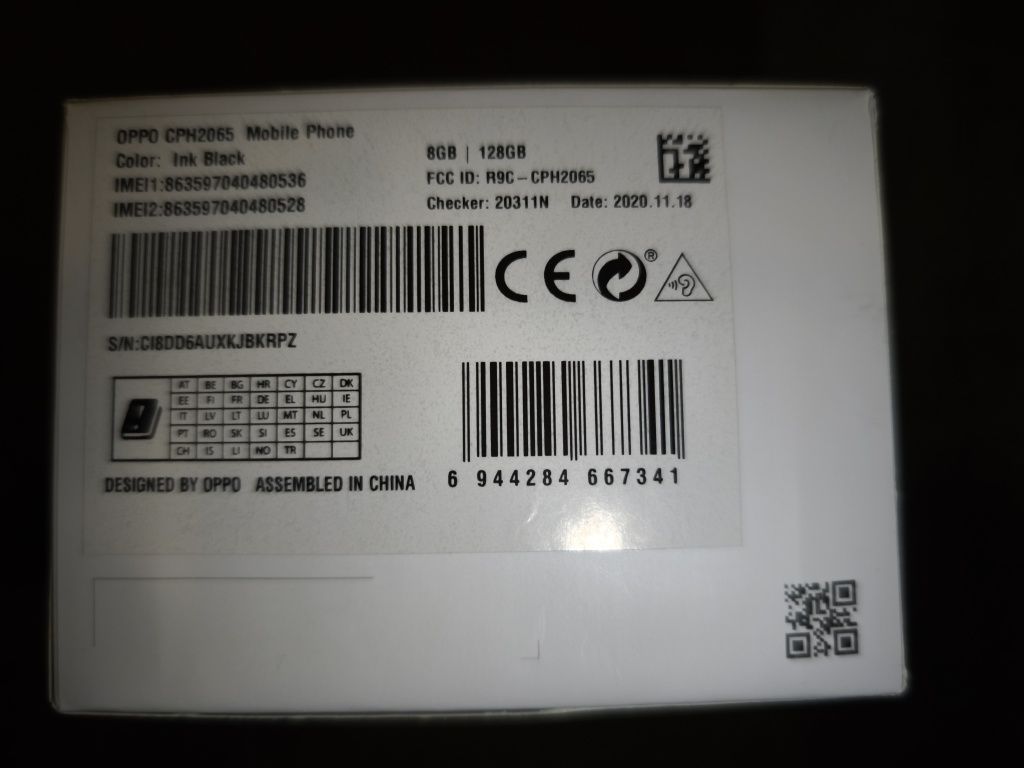 OPPO CPH2065 Mobile Phone
Color: Ink Black
IMEI1:863597040480536
IMEI2:863597040480528
8GB | 128GB
FCC ID: R9C-CPH2065
Checker: 20311N Date: 2020.11.18
CE
®
S/N:CI8DD6AUXKJBKRPZ
AT BE BG HR CY CZ DK
EE FI FR DE EL HU IE
IT LV LT LU MT NL PL
PT RO SK SI ES SE UK
CH IS LI NO TR
DESIGNED BY OPPO ASSEMBLED IN CHINA
6 944284 667341